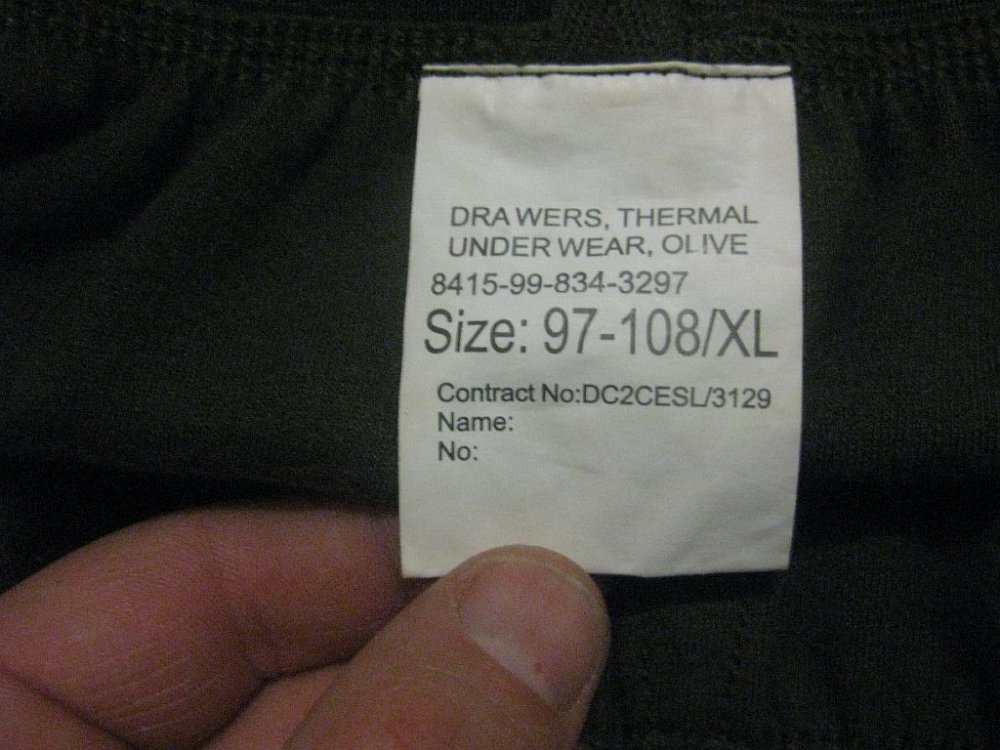 DRA WERS, THERMAL
UNDER WEAR, OLIVE
8415-99-834-3297
Size: 97-108/XL
Contract No:DC2CESL/3129
Name:
No: